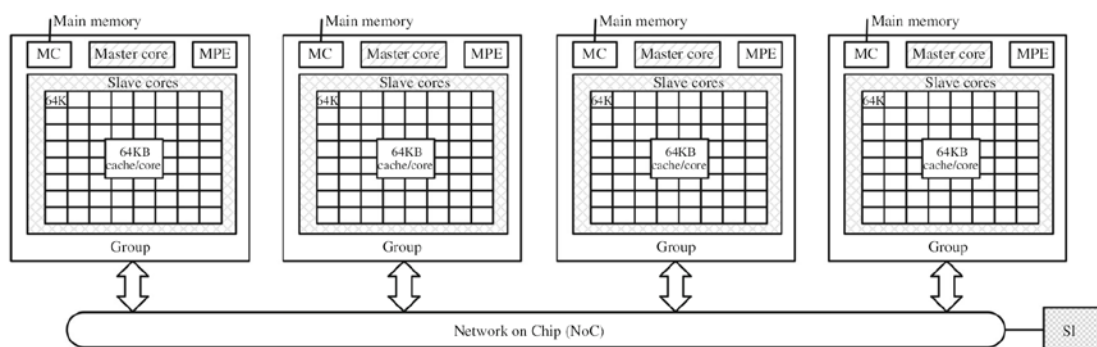 Main memory Main memory Main memory Main memory
MC Master core MPE MC Master core MPE MC Master core MPE MC Master core MPE
Slave cores Slave cores Slave cores Slave cores
64K 64K 64K 64K
64KB 64KB 64KB 64KB
cache/core cache/core cache/core cache/core
Group Group Group Group
Network on Chip (NoC) SI